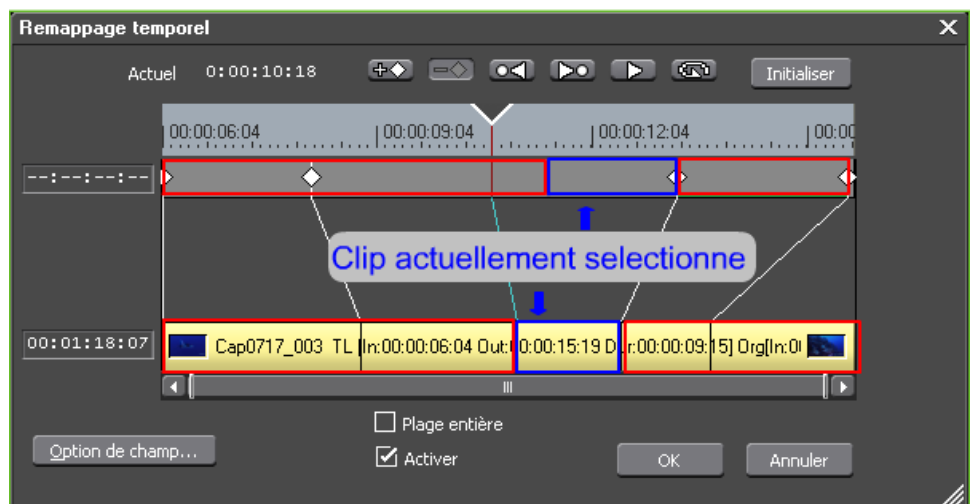 Remappage temporel
Actuel 0:00:10:18 Initialiser
00:00:06:04 00:00:09:04 00:00:12:04 00:00
--:--:--:--
Clip actuellement selectionne
00:01:18:07 Cap0717_003 TL [In:00:00:06:04 Out:0:00:15:19 D r:00:00:09:15] Org[In:0
Plage entière
Option de champ... Activer OK Annuler